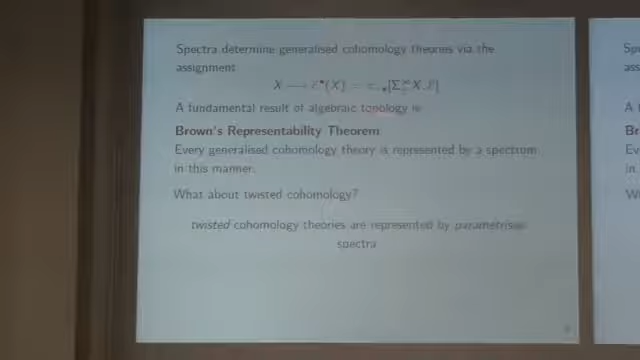 Spectra determine generalised cohomology theories via the
assignment
A fundamental result of algebraic topology is
Brown's Representability Theorem
Every generalised cohomology theory is represented by a spectrum
in this manner.
What about twisted cohomology?
twisted cohomology theories are represented by parametrised
spectra